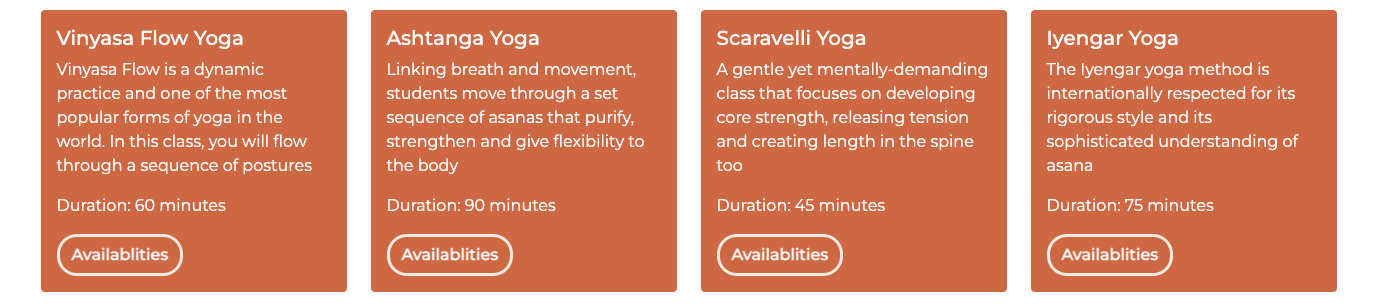 Vinyasa Flow Yoga
Vinyasa Flow is a dynamic
practice and one of the most
popular forms of yoga in the
world. In this class, you will flow
through a sequence of postures
Duration: 60 minutes
Availablities
Ashtanga Yoga
Linking breath and movement,
students move through a set
sequence of asanas that purify,
strengthen and give flexibility to
the body
Duration: 90 minutes
Availablities
Scaravelli Yoga
A gentle yet mentally-demanding
class that focuses on developing
core strength, releasing tension
and creating length in the spine
too
Duration: 45 minutes
Availablities
Iyengar Yoga
The Iyengar yoga method is
internationally respected for its
rigorous style and its
sophisticated understanding of
asana
Duration: 75 minutes
Availablities